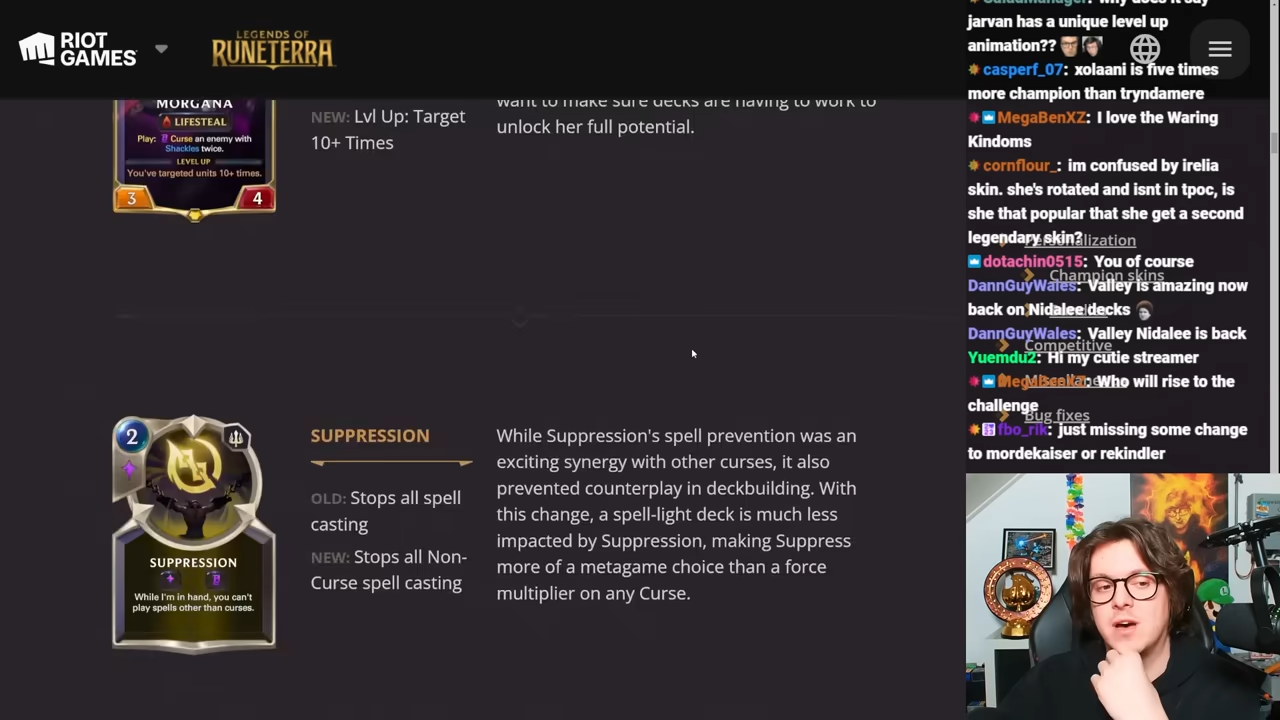 RIOT
GAMES
LEGENDS OF
RUNETERRA
MORGANA
LIFESTEAL
Play: Curse an enemy with
Shackles twice.
LEVEL UP
You've targeted units 10+ times.
3
4
NEW: Lvl Up: Target
10+ Times
want to make sure decks are having to work to
unlock her full potential.
2
SUPPRESSION
While I'm in hand, you can't
play spells other than curses.
SUPPRESSION
OLD: Stops all spell
casting
NEW: Stops all Non-
Curse spell casting
While Suppression's spell prevention was an
exciting synergy with other curses, it also
prevented counterplay in deckbuilding. With
this change, a spell-light deck is much less
impacted by Suppression, making Suppress
more of a metagame choice than a force
multiplier on any Curse.
Personalization
Champion skins
Competitive
Bug fixes
why does it say
jarvan has a unique level up
animation??
casperf_07: xolaani is five times
more champion than tryndamere
MegaBenXZ: I love the Waring
Kindoms
cornflour_: im confused by irelia
skin. she's rotated and isnt in tpoc, is
she that popular that she get a second
legendary skin?
dotachin0515: You of course
DannGuyWales: Valley is amazing now
back on Nidalee decks
DannGuyWales: Valley Nidalee is back
Yuemdu2: Hi my cutie streamer
MegaBenXZ: Who will rise to the
challenge
fbo_rik: just missing some change
to mordekaiser or rekindler